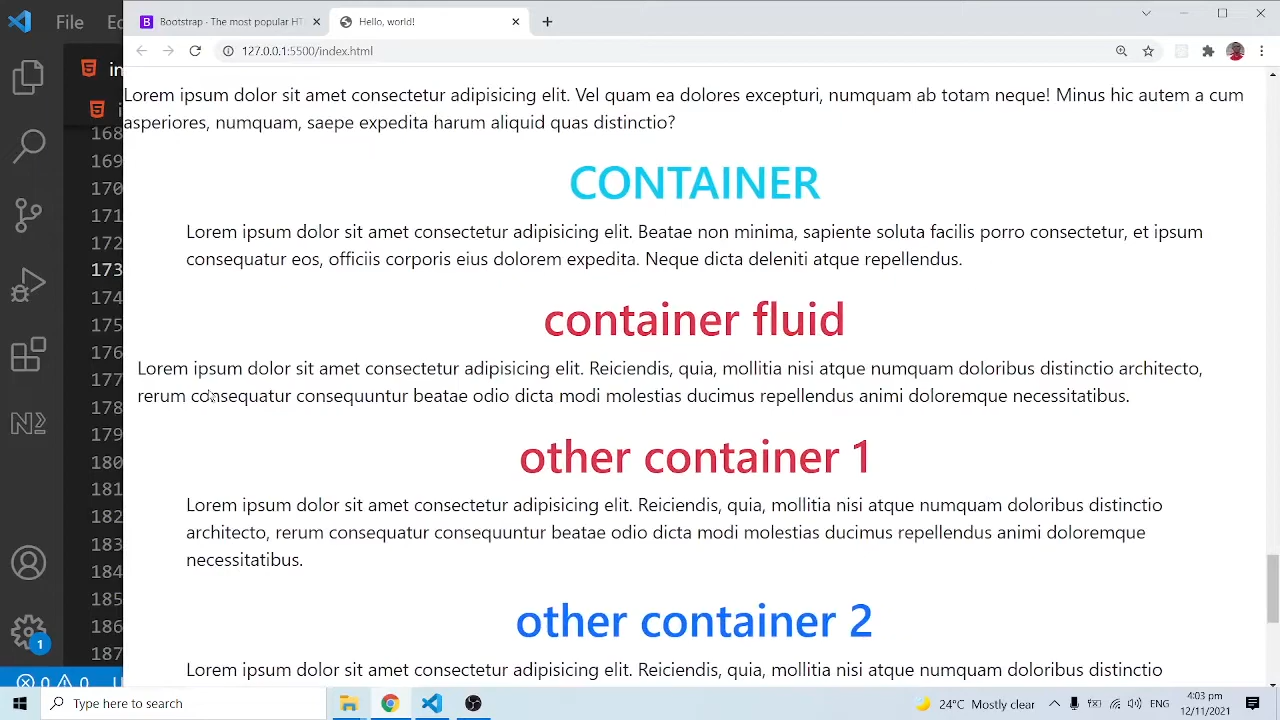 File
Ed
Bootstrap · The most popular HT
Hello, world!
127.0.0.1:5500/index.html
in
i
Lorem ipsum dolor sit amet consectetur adipisicing elit. Vel quam ea dolores excepturi, numquam ab totam neque! Minus hic autem a cum
asperiores, numquam, saepe expedita harum aliquid quas distinctio?
CONTAINER
Lorem ipsum dolor sit amet consectetur adipisicing elit. Beatae non minima, sapiente soluta facilis porro consectetur, et ipsum
consequatur eos, officiis corporis eius dolorem expedita. Neque dicta deleniti atque repellendus.
container fluid
Lorem ipsum dolor sit amet consectetur adipisicing elit. Reiciendis, quia, mollitia nisi atque numquam doloribus distinctio architecto,
rerum consequatur consequuntur beatae odio dicta modi molestias ducimus repellendus animi doloremque necessitatibus.
other container 1
Lorem ipsum dolor sit amet consectetur adipisicing elit. Reiciendis, quia, mollitia nisi atque numquam doloribus distinctio
architecto, rerum consequatur consequuntur beatae odio dicta modi molestias ducimus repellendus animi doloremque
necessitatibus.
other container 2
Lorem ipsum dolor sit amet consectetur adipisicing elit. Reiciendis, quia, mollitia nisi atque numquam doloribus distinctio
168
169
170
171
172
173
174
175
176
177
178
179
180
181
182
183
184
185
186
187
1
0 0
Type here to search
24°C Mostly clear
ENG
4:03 pm
12/11/2021